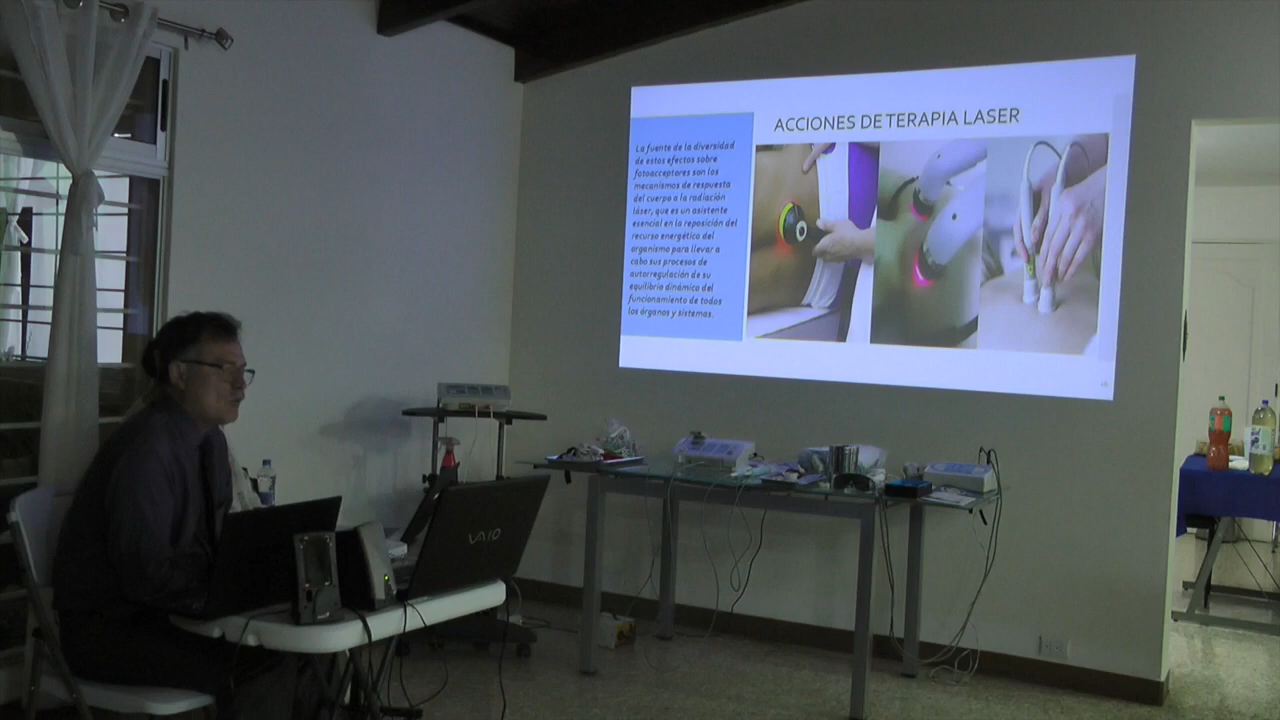 ACCIONES DE TERAPIA LASER
La fuente de la diversidad
de estos efectos sobre
fotoacceptores son los
mecanismos de respuesta
del cuerpo a la radiación
láser, que es un asistente
esencial en la reposición del
recurso energético del
organismo para llevar a
cabo sus procesos de
autorregulación de su
equilibrio dinámico del
funcionamiento de todos
los órganos y sistemas.
VAIO